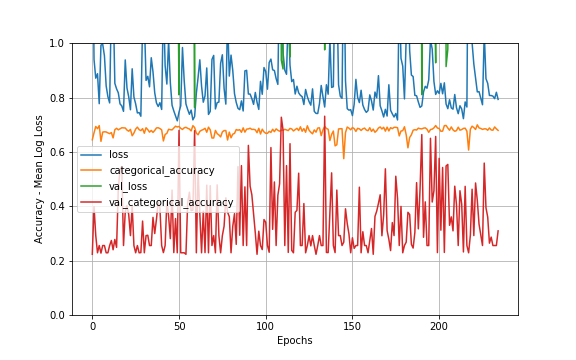 1.0
0.8
0.6
0.4
0.2
0.0
Accuracy - Mean Log Loss
loss
categorical_accuracy
val_loss
val_categorical_accuracy
0 50 100 150 200
Epochs